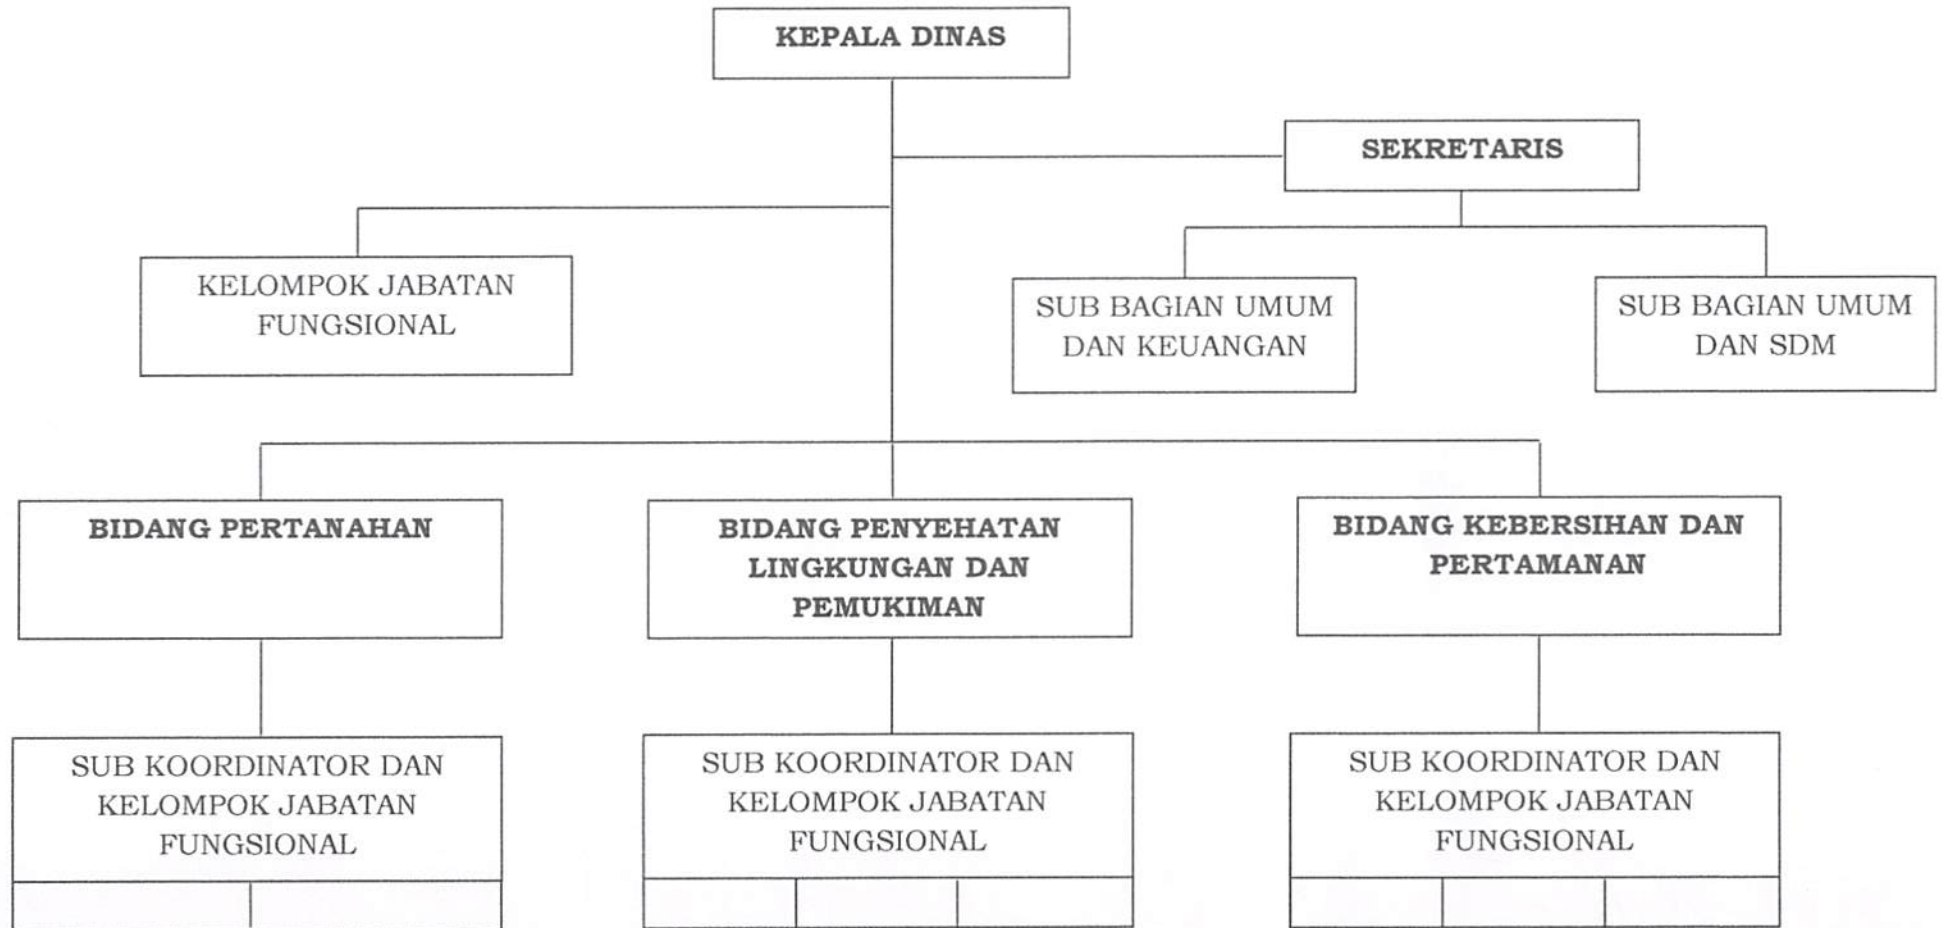 KEPALA DINAS
SEKRETARIS
KELOMPOK JABATAN
FUNGSIONAL
SUB BAGIAN UMUM
DAN KEUANGAN
SUB BAGIAN UMUM
DAN SDM
BIDANG PERTANAHAN
BIDANG PENYEHATAN
LINGKUNGAN DAN
PEMUKIMAN
BIDANG KEBERSIHAN DAN
PERTAMANAN
SUB KOORDINATOR DAN
KELOMPOK JABATAN
FUNGSIONAL
SUB KOORDINATOR DAN
KELOMPOK JABATAN
FUNGSIONAL
SUB KOORDINATOR DAN
KELOMPOK JABATAN
FUNGSIONAL